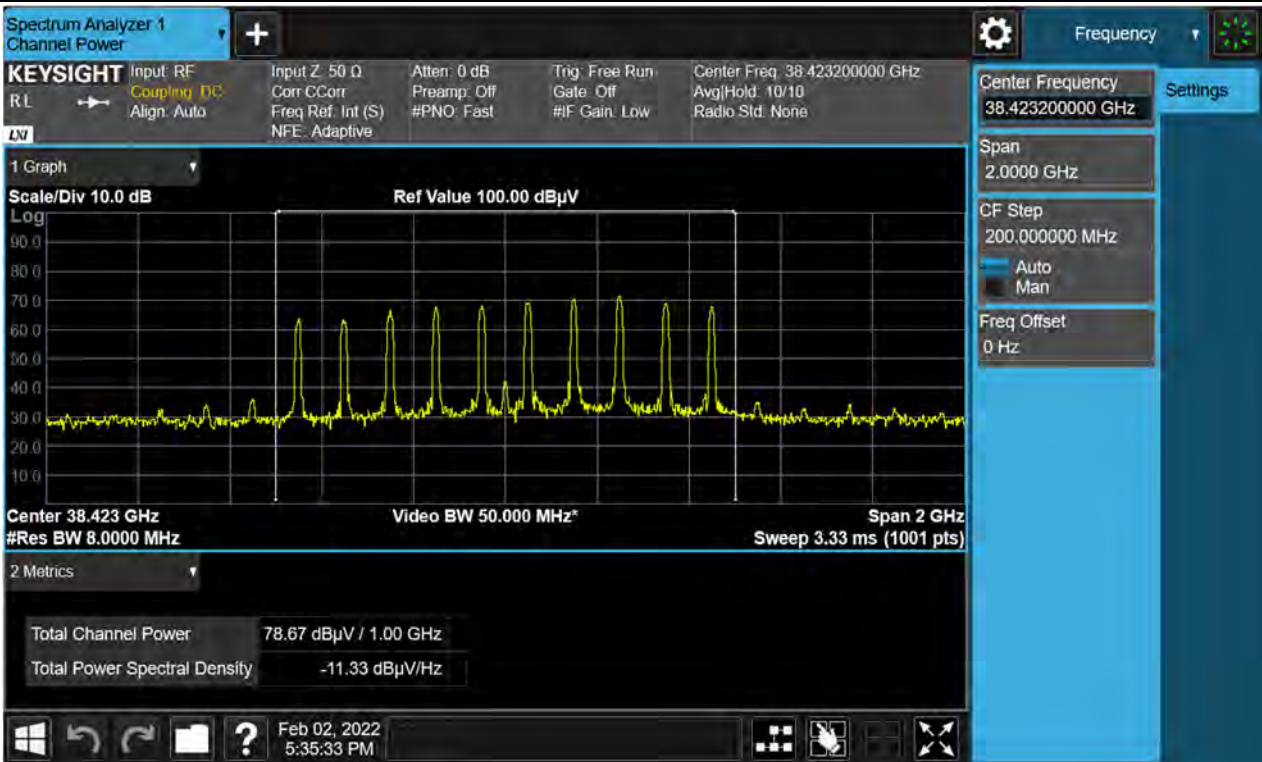 Spectrum Analyzer 1
Channel Power
+
Frequency
KEYSIGHT
RL
LXI
Input: RF
Coupling: DC
Align: Auto
Input Z: 50 Ω
Corr CCorr
Freq Ref: Int (S)
NFE: Adaptive
Atten: 0 dB
Preamp: Off
#PNO: Fast
Trig: Free Run
Gate: Off
#IF Gain: Low
Center Freq: 38.423200000 GHz
Avg|Hold: 10/10
Radio Std: None
Center Frequency
38.423200000 GHz
Settings
Span
2.0000 GHz
CF Step
200.000000 MHz
Auto
Man
Freq Offset
0 Hz
1 Graph
Scale/Div 10.0 dB
Ref Value 100.00 dBµV
Log
90.0
80.0
70.0
60.0
50.0
40.0
30.0
20.0
10.0
Center 38.423 GHz
Video BW 50.000 MHz*
Span 2 GHz
#Res BW 8.0000 MHz
Sweep 3.33 ms (1001 pts)
2 Metrics
Total Channel Power 78.67 dBµV / 1.00 GHz
Total Power Spectral Density -11.33 dBµV/Hz
?
Feb 02, 2022
5:35:33 PM